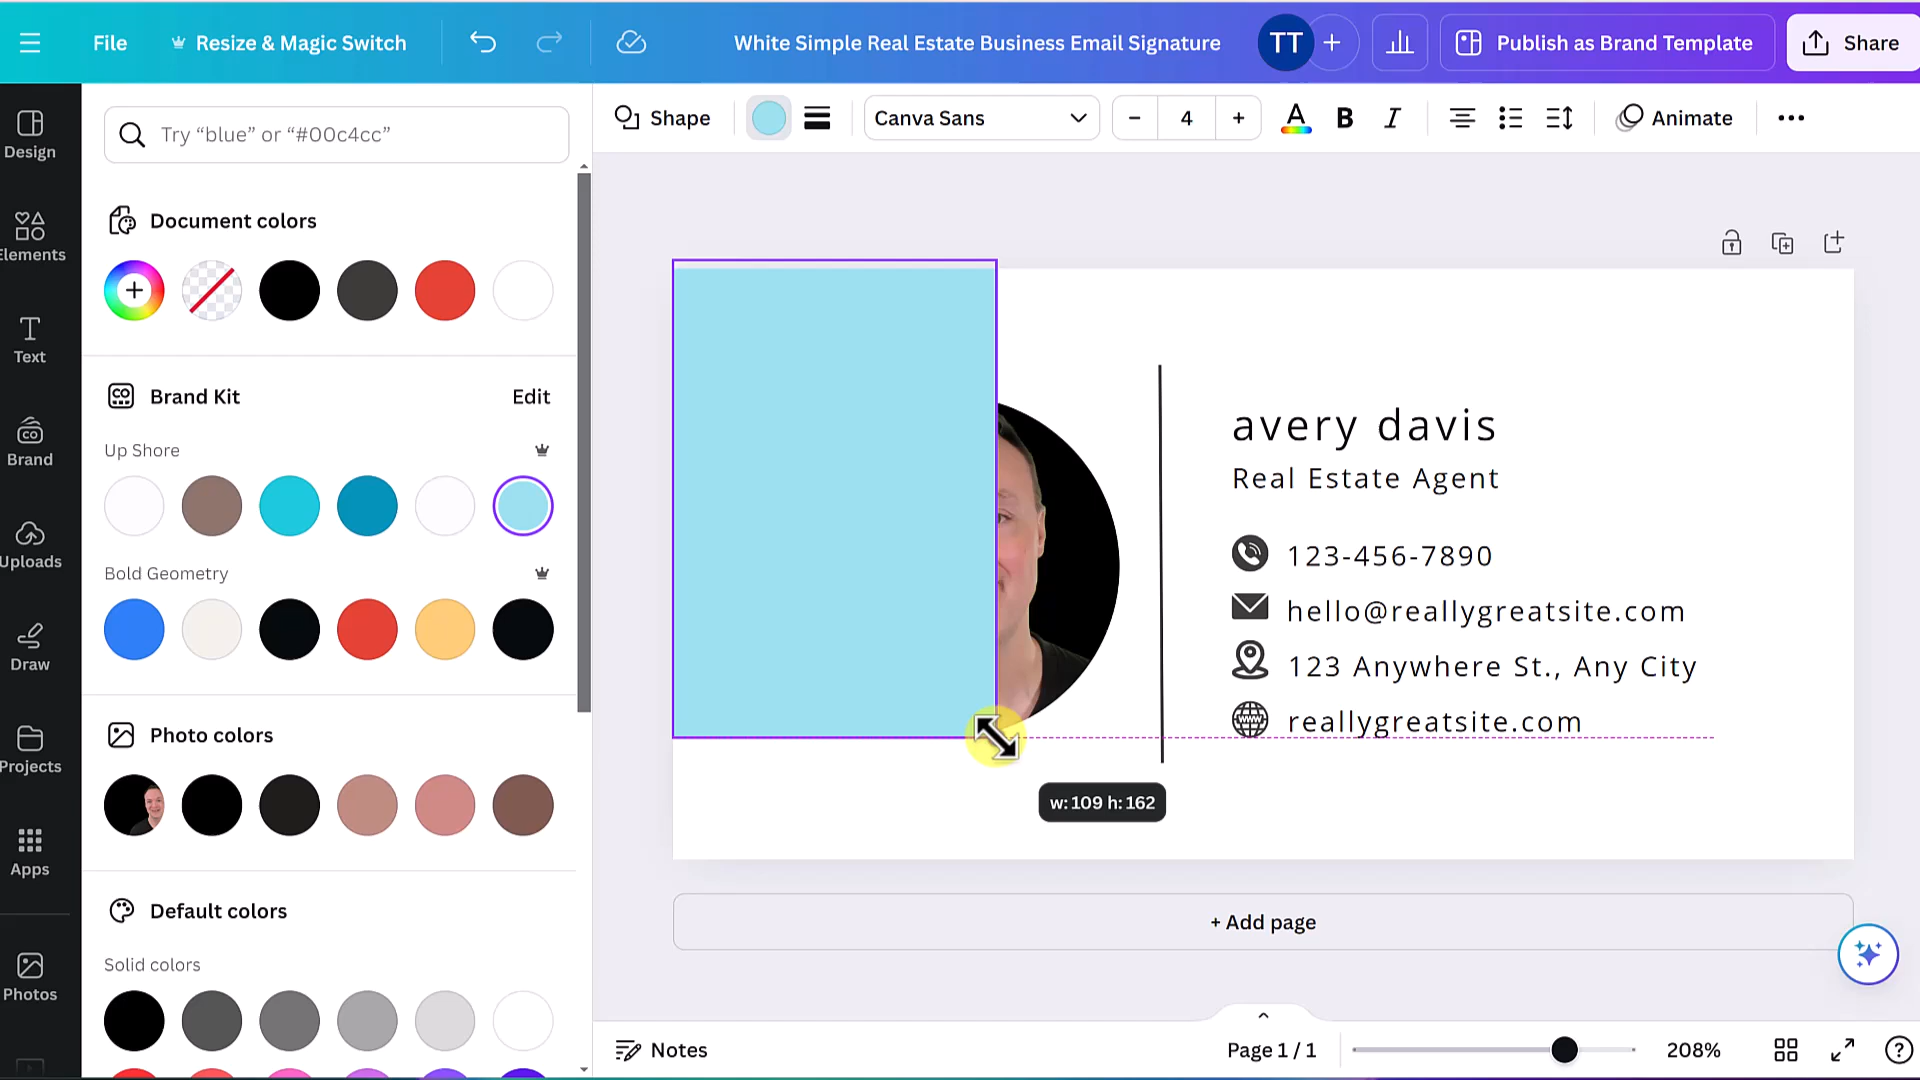 File
Resize & Magic Switch
White Simple Real Estate Business Email Signature
TT
Publish as Brand Template
Share
Design
Elements
Text
Brand
Uploads
Draw
Projects
Apps
Photos
Try “blue” or “#00c4cc”
Document colors
Brand Kit
Edit
Up Shore
Bold Geometry
Photo colors
Default colors
Solid colors
Shape
Canva Sans
4
A
B
I
Animate
avery davis
Real Estate Agent
123-456-7890
hello@reallygreatsite.com
123 Anywhere St., Any City
WWW
reallygreatsite.com
w: 109 h: 162
+ Add page
Notes
Page 1 / 1
208%